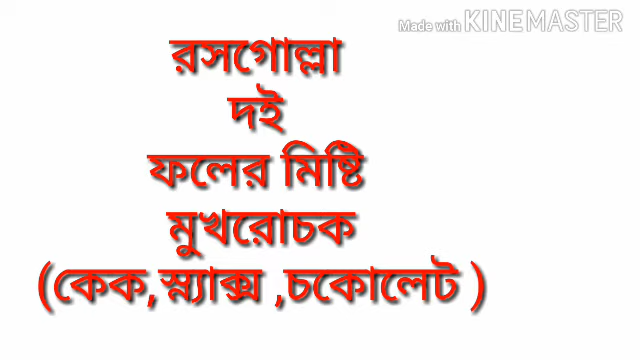 Made with KINEMASTER
রসগোল্লা
দই
ফলের মিষ্টি
মুখরোচক
(কেক,স্ন্যাক্স ,চকোলেট )